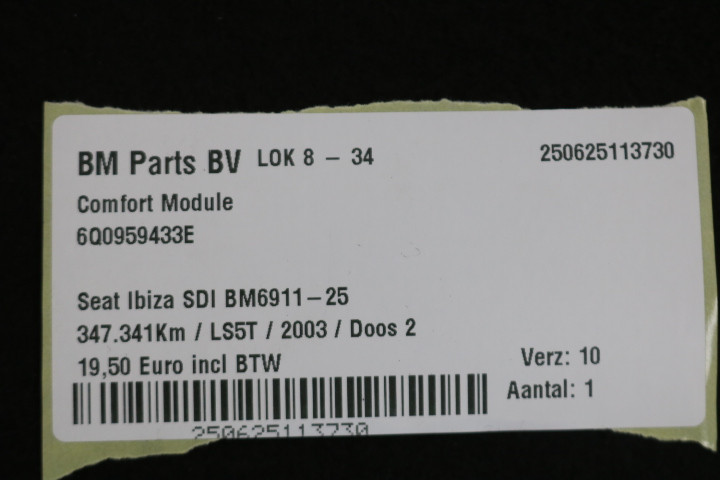 BM Parts BV LOK 8 - 34 250625113730
Comfort Module
6Q0959433E
Seat Ibiza SDI BM6911-25
347.341Km / LS5T / 2003 / Doos 2
19,50 Euro incl BTW Verz: 10
Aantal: 1
250625113730